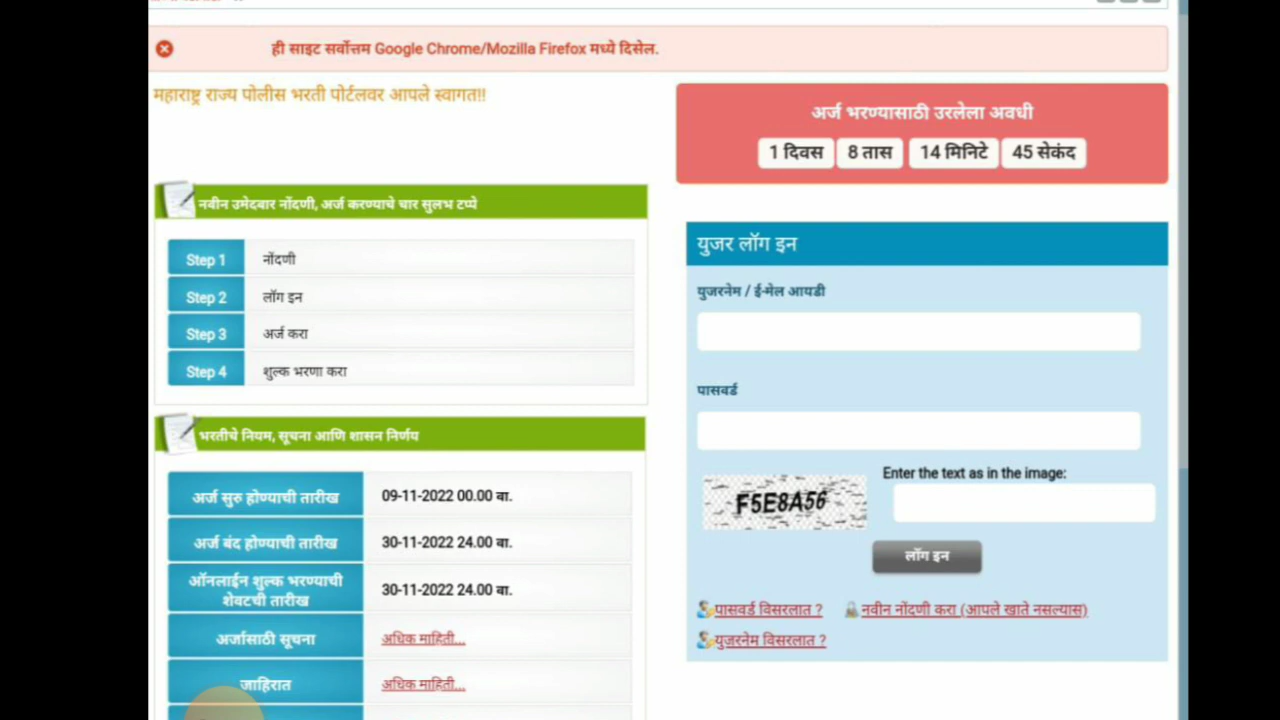 ही साइट सर्वोत्तम Google Chrome/Mozilla Firefox मध्ये दिसेल.
महाराष्ट्र राज्य पोलीस भरती पोर्टलवर आपले स्वागत!!
अर्ज भरण्यासाठी उरलेला अवधी
1 दिवस 8 तास 14 मिनिटे 45 सेकंद
नवीन उमेदवार नोंदणी, अर्ज करण्याचे चार सुलभ टप्पे
Step 1 नोंदणी
Step 2 लॉग इन
Step 3 अर्ज करा
Step 4 शुल्क भरणा करा
भरतीचे नियम, सूचना आणि शासन निर्णय
अर्ज सुरु होण्याची तारीख 09-11-2022 00.00 वा.
अर्ज बंद होण्याची तारीख 30-11-2022 24.00 वा.
ऑनलाईन शुल्क भरण्याची
शेवटची तारीख 30-11-2022 24.00 वा.
अर्जासाठी सूचना अधिक माहिती...
जाहिरात अधिक माहिती...
युजर लॉग इन
युजरनेम / ई-मेल आयडी
पासवर्ड
Enter the text as in the image:
F5E8A56
लॉग इन
पासवर्ड विसरलात ? नवीन नोंदणी करा (आपले खाते नसल्यास)
युजरनेम विसरलात ?